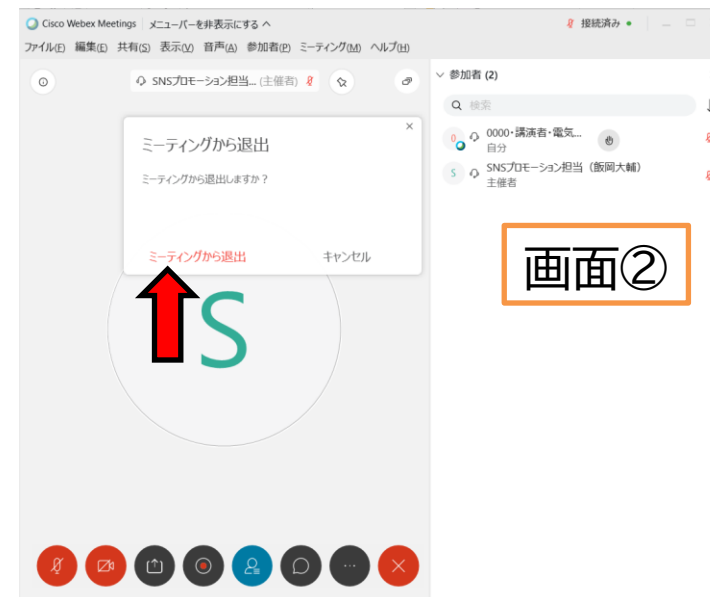 Cisco Webex Meetings メニューバーを非表示にする へ 接続済み
ファイル(F) 編集(E) 共有(S) 表示(V) 音声(A) 参加者(P) ミーティング(M) ヘルプ(H)
SNSプロモーション担当... (主催者)
参加者 (2)
検索
0000・講演者・電気...
自分
S SNSプロモーション担当（飯岡大輔）
主催者
ミーティングから退出
ミーティングから退出しますか？
ミーティングから退出 キャンセル
画面②
S